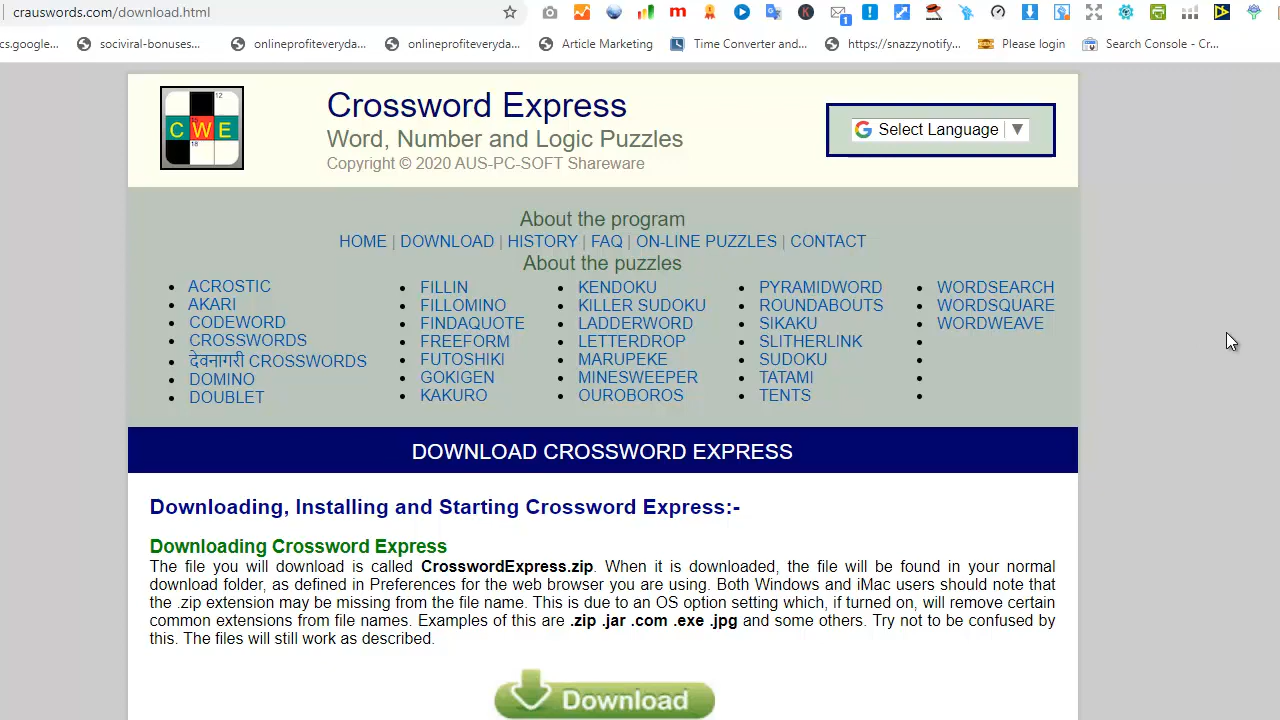 crauswords.com/download.html
1
cs.google...
sociviral-bonuses...
onlineprofiteveryda...
onlineprofiteveryda...
Article Marketing
Time Converter and...
https://snazzynotify...
Please login
Search Console - Cr...
12
CWE
18
Crossword Express
Word, Number and Logic Puzzles
Copyright © 2020 AUS-PC-SOFT Shareware
G Select Language ▼
About the program
HOME | DOWNLOAD | HISTORY | FAQ | ON-LINE PUZZLES | CONTACT
About the puzzles
• ACROSTIC
• AKARI
• CODEWORD
• CROSSWORDS
• देवनागरी CROSSWORDS
• DOMINO
• DOUBLET
• FILLIN
• FILLOMINO
• FINDAQUOTE
• FREEFORM
• FUTOSHIKI
• GOKIGEN
• KAKURO
• KENDOKU
• KILLER SUDOKU
• LADDERWORD
• LETTERDROP
• MARUPEKE
• MINESWEEPER
• OUROBOROS
• PYRAMIDWORD
• ROUNDABOUTS
• SIKAKU
• SLITHERLINK
• SUDOKU
• TATAMI
• TENTS
• WORDSEARCH
• WORDSQUARE
• WORDWEAVE
DOWNLOAD CROSSWORD EXPRESS
Downloading, Installing and Starting Crossword Express:-
Downloading Crossword Express
The file you will download is called CrosswordExpress.zip. When it is downloaded, the file will be found in your normal
download folder, as defined in Preferences for the web browser you are using. Both Windows and iMac users should note that
the .zip extension may be missing from the file name. This is due to an OS option setting which, if turned on, will remove certain
common extensions from file names. Examples of this are .zip .jar .com .exe .jpg and some others. Try not to be confused by
this. The files will still work as described.
Download